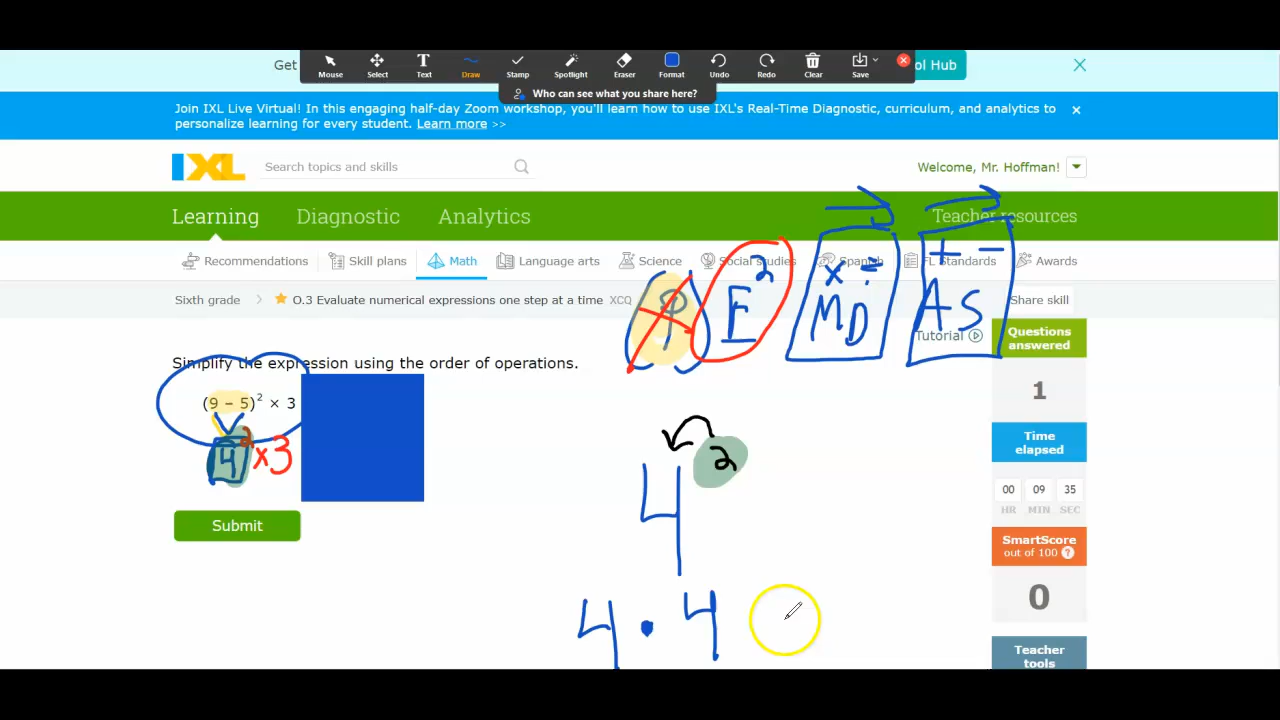 Get
ol Hub
Mouse Select Text Draw Stamp Spotlight Eraser Format Undo Redo Clear Save
Who can see what you share here?
Join IXL Live Virtual! In this engaging half-day Zoom workshop, you'll learn how to use IXL's Real-Time Diagnostic, curriculum, and analytics to
personalize learning for every student. Learn more >>
IXL
Search topics and skills
Welcome, Mr. Hoffman!
Learning Diagnostic Analytics Teacher resources
Recommendations Skill plans Math Language arts Science Social studies Spanish FL Standards Awards
Sixth grade > O.3 Evaluate numerical expressions one step at a time XCQ
Share skill
P E² × ÷ MD + − AS
Tutorial
Simplify the expression using the order of operations.
(9 – 5)² × 3
4² ×3
Submit
4²
4 • 4
Questions
answered
1
Time
elapsed
00 09 35
HR MIN SEC
SmartScore
out of 100 ?
0
Teacher
tools